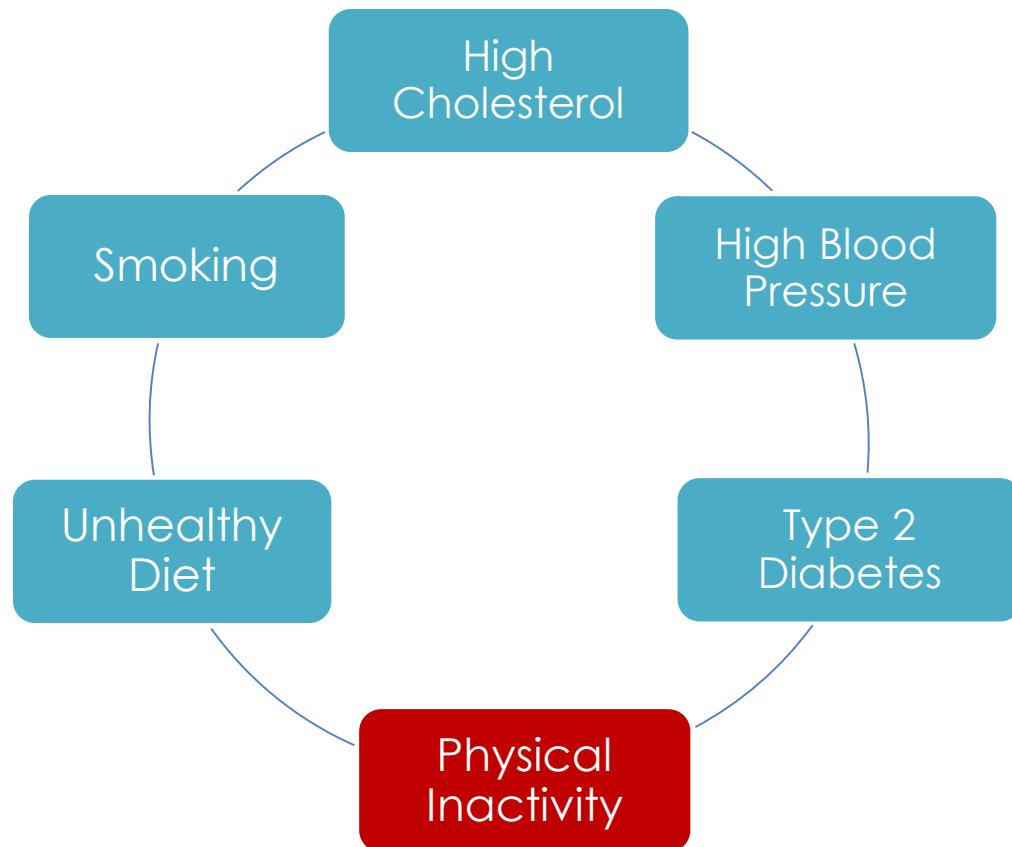 High
Cholesterol
High Blood
Pressure
Type 2
Diabetes
Physical
Inactivity
Unhealthy
Diet
Smoking